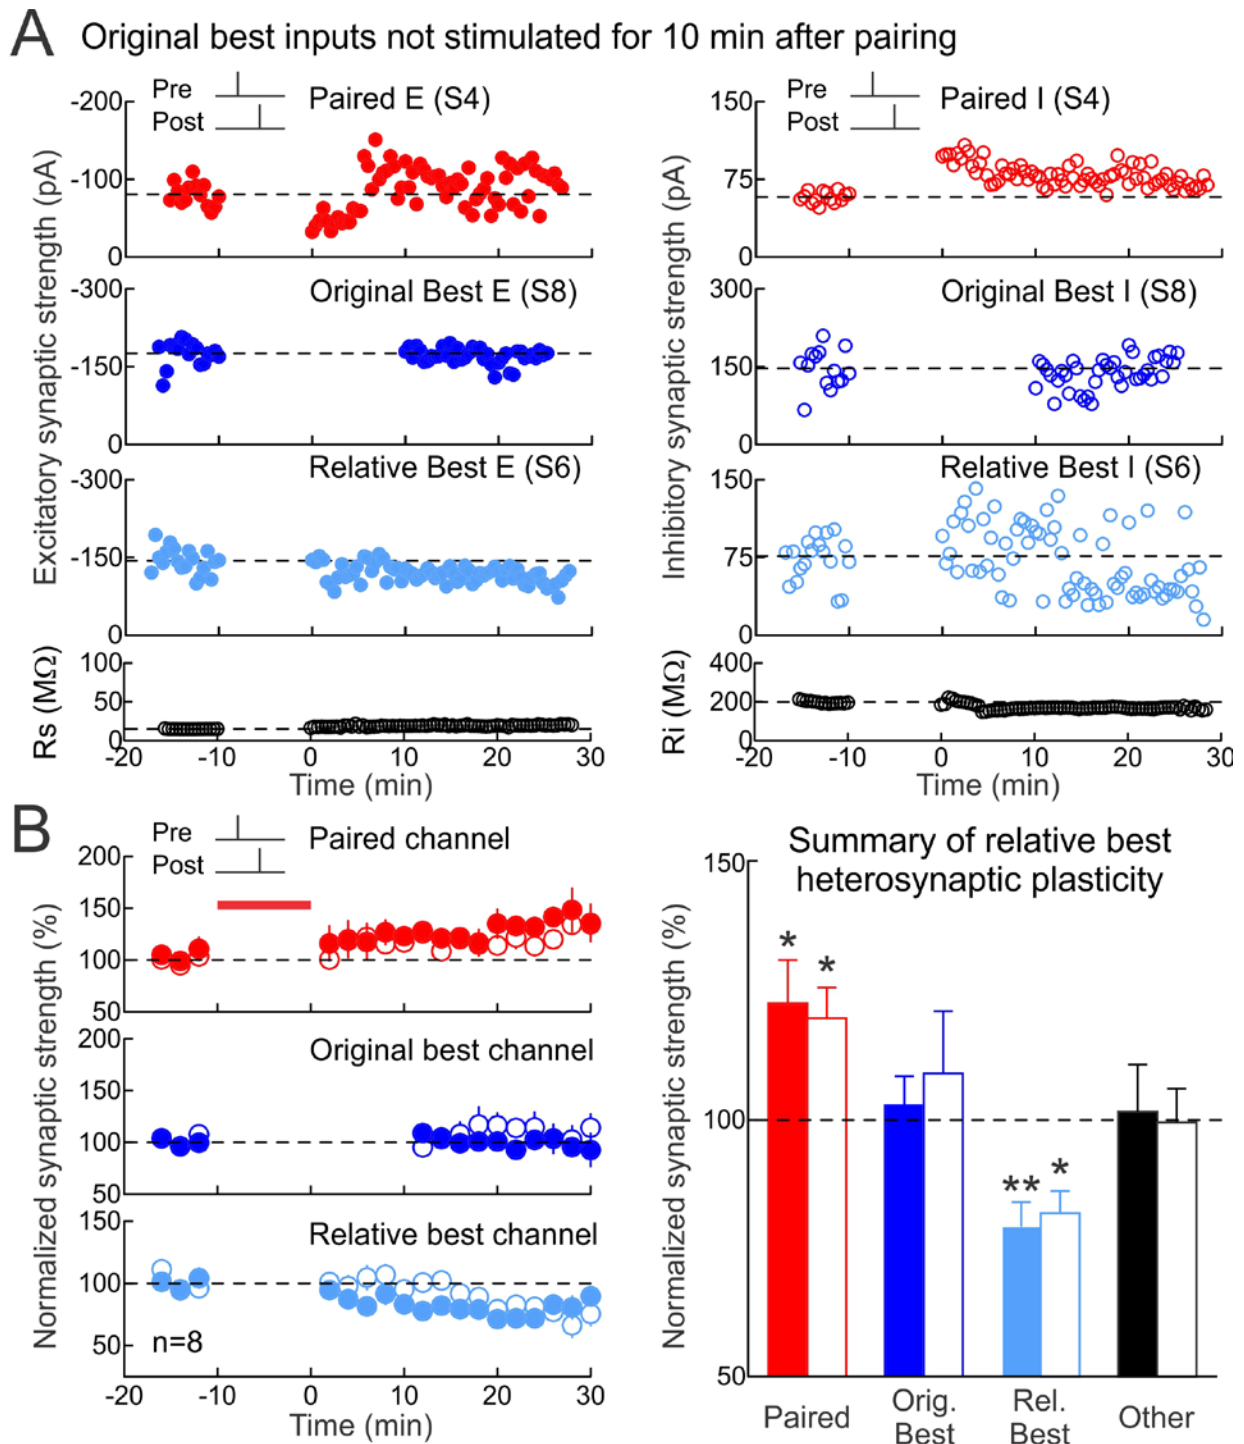 A Original best inputs not stimulated for 10 min after pairing
Pre
Post
Paired E (S4)
-200
-100
0
Original Best E (S8)
-300
-150
0
Relative Best E (S6)
-300
-150
0
Excitatory synaptic strength (pA)
100
50
0
Rs (MΩ)
-20 -10 0 10 20 30
Time (min)
Pre
Post
Paired I (S4)
150
75
0
Original Best I (S8)
300
150
0
Relative Best I (S6)
150
75
0
Inhibitory synaptic strength (pA)
400
200
0
Ri (MΩ)
-20 -10 0 10 20 30
Time (min)
B
Pre
Post
Paired channel
200
150
100
50
Original best channel
200
150
100
50
Relative best channel
150
100
50
n=8
Normalized synaptic strength (%)
-20 -10 0 10 20 30
Time (min)
Summary of relative best
heterosynaptic plasticity
150
100
50
Normalized synaptic strength (%)
* * ** *
Paired
Orig.
Best
Rel.
Best
Other